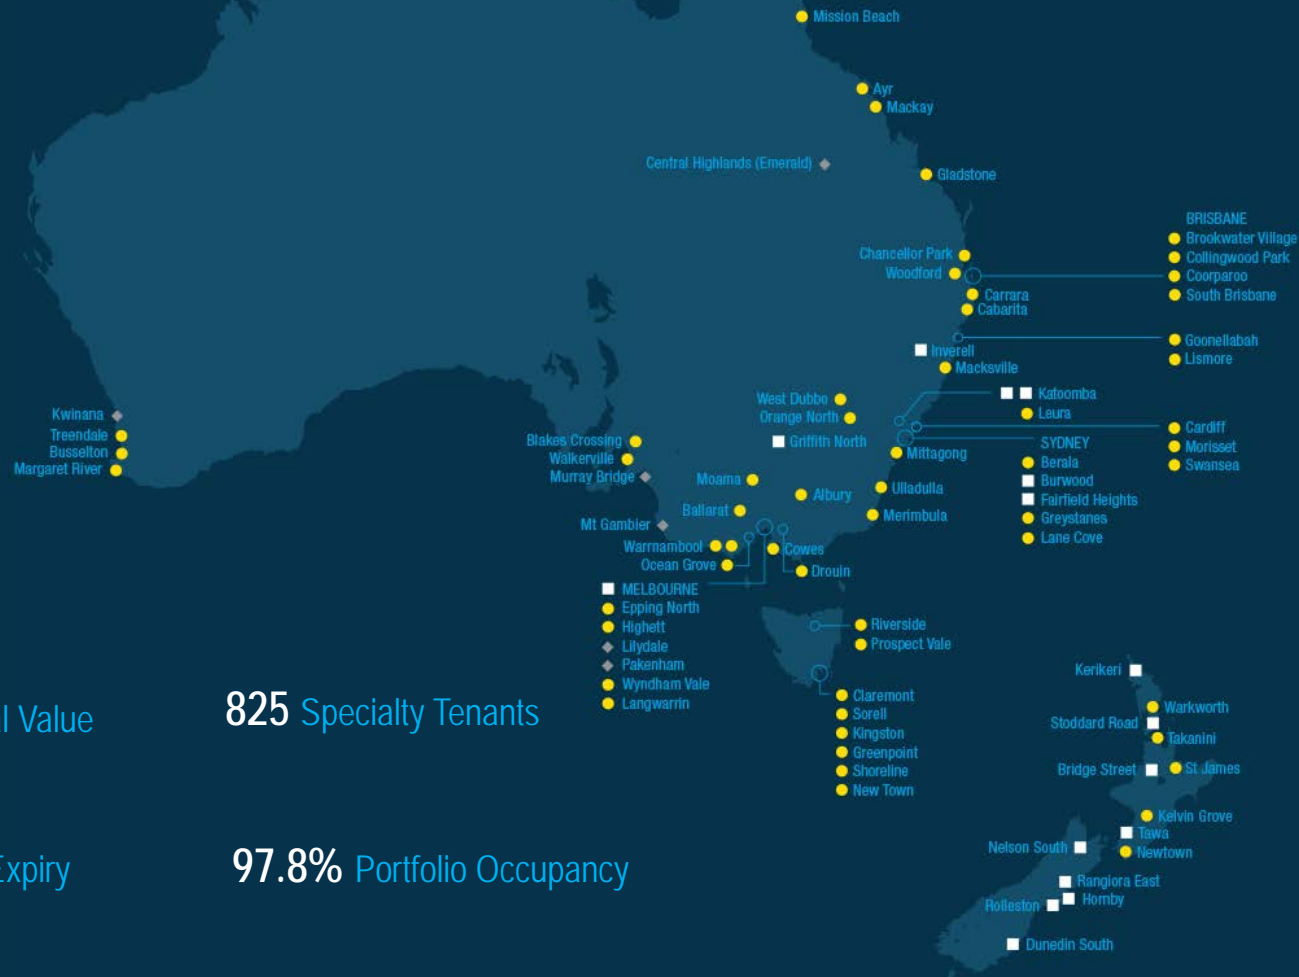 Mission Beach
Ayr
Mackay
Central Highlands (Emerald)
Gladstone
BRISBANE
Brookwater Village
Collingwood Park
Coorparoo
South Brisbane
Chancellor Park
Woodford
Carrara
Cabarita
Goonellabah
Lismore
Inverell
Macksville
Katoomba
Leura
West Dubbo
Orange North
Griffith North
Mittagong
Cardiff
Morisset
Swansea
SYDNEY
Berala
Burwood
Fairfield Heights
Greystanes
Lane Cove
Kwinana
Treendale
Busselton
Margaret River
Blakes Crossing
Walkerville
Murray Bridge
Moama
Albury
Ulladulla
Ballarat
Merimbula
Mt Gambier
Warrnambool
Cowes
Ocean Grove
Drouin
MELBOURNE
Epping North
Highett
Lilydale
Pakenham
Wyndham Vale
Langwarrin
Riverside
Prospect Vale
Claremont
Sorell
Kingston
Greenpoint
Shoreline
New Town
Kerikeri
Warkworth
Stoddard Road
Takanini
Bridge Street
St James
Kelvin Grove
Tawa
Nelson South
Newtown
Rangiora East
Hornby
Rolleston
Dunedin South
l Value
825 Specialty Tenants
Expiry
97.8% Portfolio Occupancy